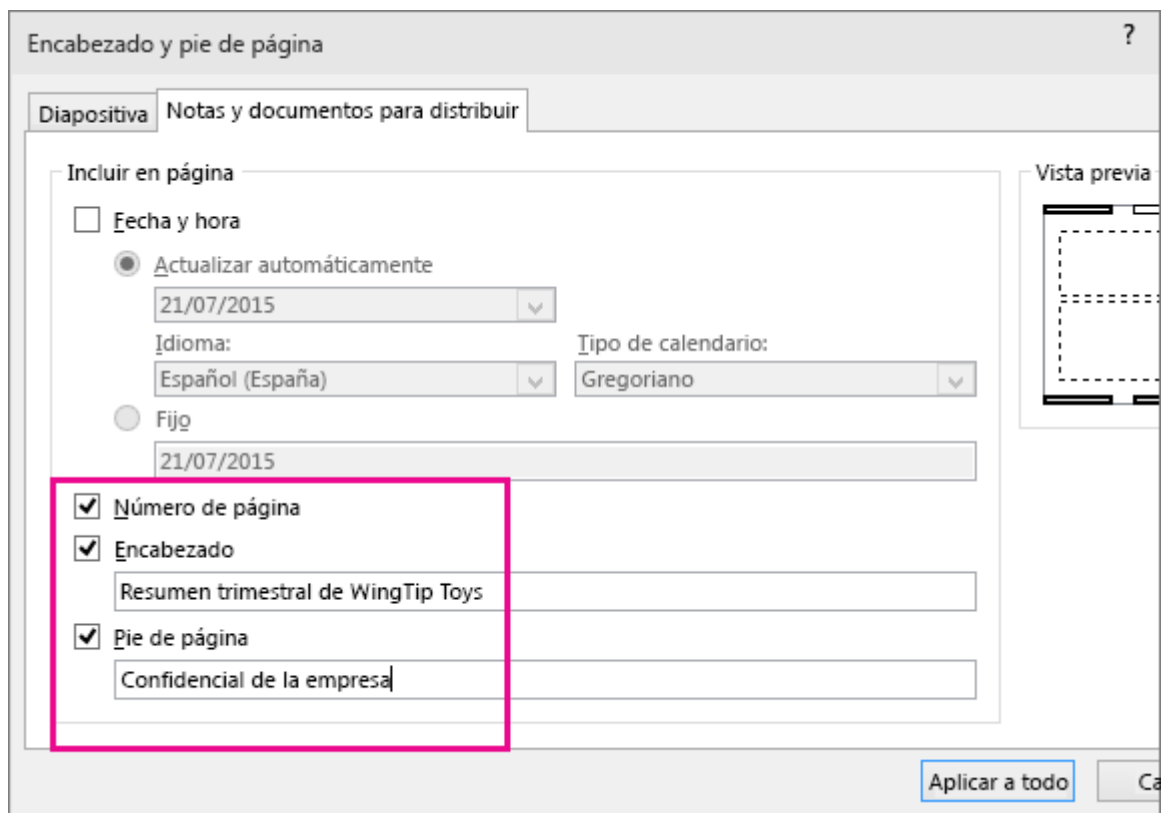 Encabezado y pie de página
?
Diapositiva Notas y documentos para distribuir
Incluir en página
Vista previa
Fecha y hora
Actualizar automáticamente
21/07/2015
Idioma: Tipo de calendario:
Español (España) Gregoriano
Fijo
21/07/2015
Número de página
Encabezado
Resumen trimestral de WingTip Toys
Pie de página
Confidencial de la empresa
Aplicar a todo Ca